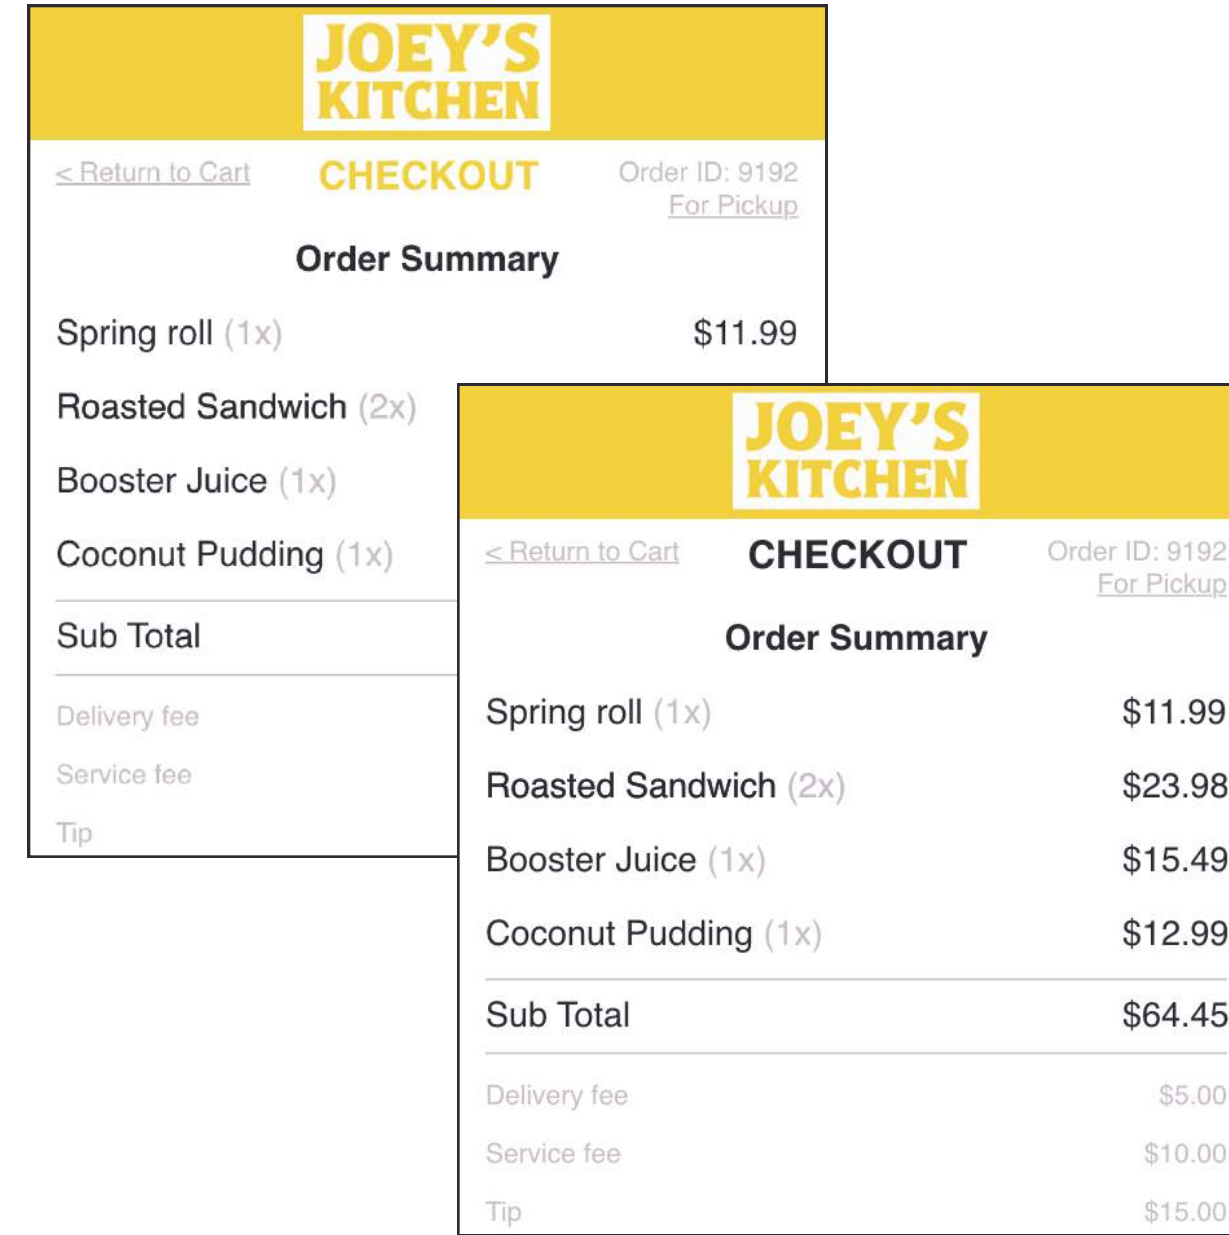 JOEY'S
KITCHEN
< Return to Cart CHECKOUT Order ID: 9192
For Pickup
Order Summary
Spring roll (1x) $11.99
Roasted Sandwich (2x)
Booster Juice (1x)
Coconut Pudding (1x)
Sub Total
Delivery fee
Service fee
Tip
JOEY'S
KITCHEN
< Return to Cart CHECKOUT Order ID: 9192
For Pickup
Order Summary
Spring roll (1x) $11.99
Roasted Sandwich (2x) $23.98
Booster Juice (1x) $15.49
Coconut Pudding (1x) $12.99
Sub Total $64.45
Delivery fee $5.00
Service fee $10.00
Tip $15.00